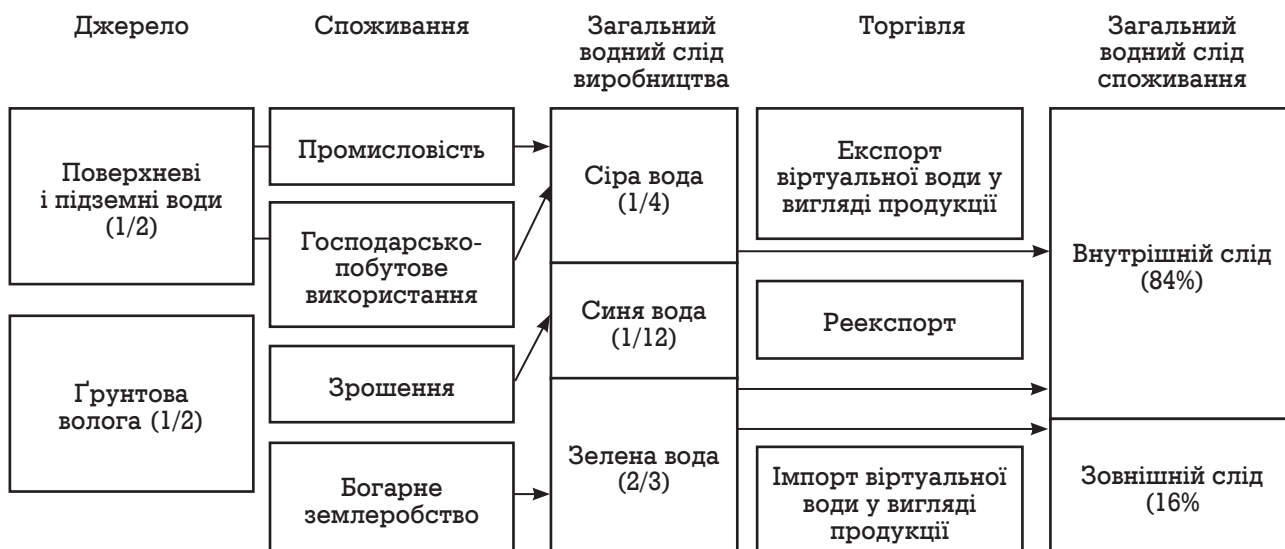 Джерело
Споживання
Загальний
водний слід
виробництва
Торгівля
Загальний
водний слід
споживання
Поверхневі
і підземні води
(1/2)
Ґрунтова
волога (1/2)
Промисловість
Господарсько-
побутове
використання
Зрошення
Богарне
землеробство
Сіра вода
(1/4)
Синя вода
(1/12)
Зелена вода
(2/3)
Експорт
віртуальної води у
вигляді продукції
Реекспорт
Імпорт віртуальної
води у вигляді
продукції
Внутрішній слід
(84%)
Зовнішній слід
(16%